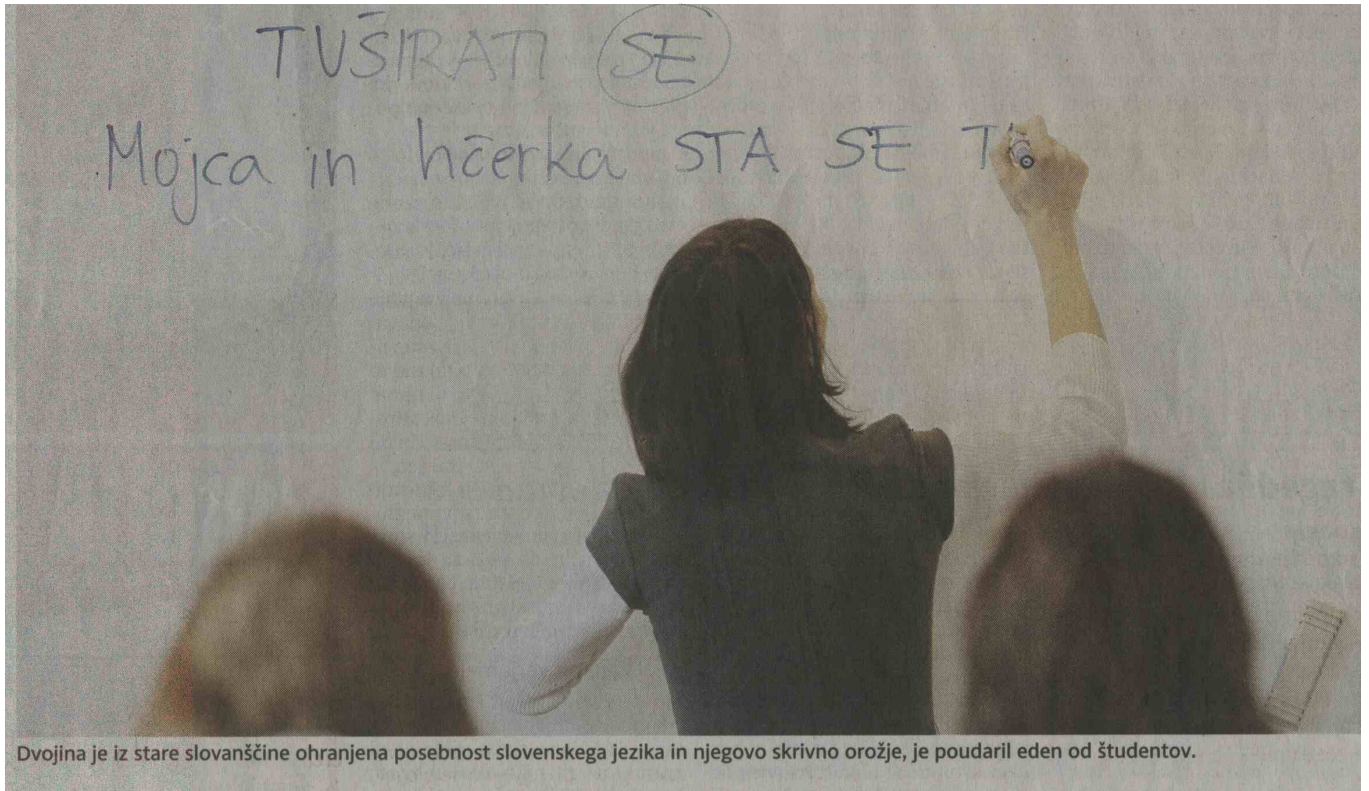 TUŠIRATI SE
Mojca in hčerka STA SE
Dvojina je iz stare slovanščine ohranjena posebnost slovenskega jezika in njegovo skrivno orožje, je poudaril eden od študentov.